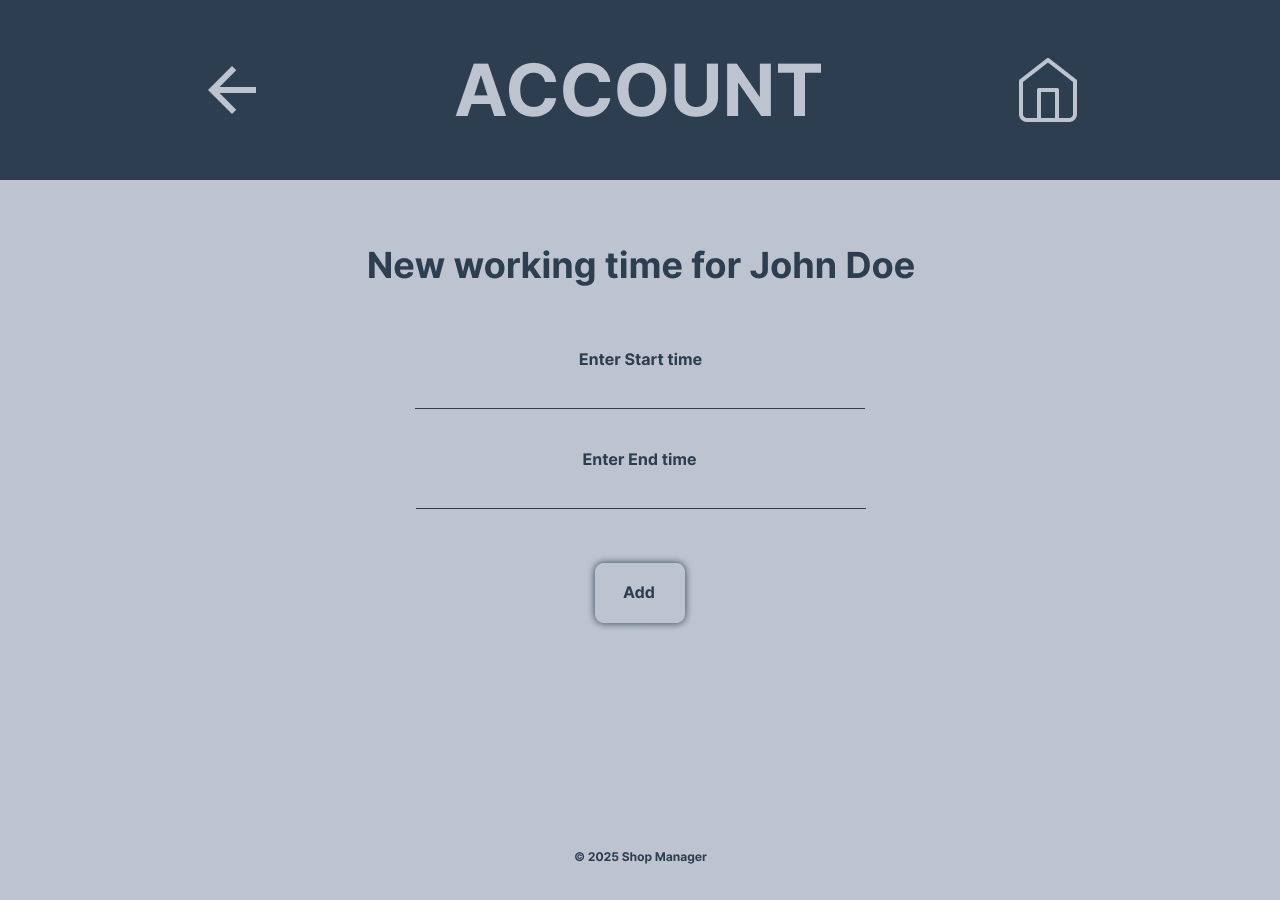 ACCOUNT
New working time for John Doe
Enter Start time
Enter End time
Add
© 2025 Shop Manager